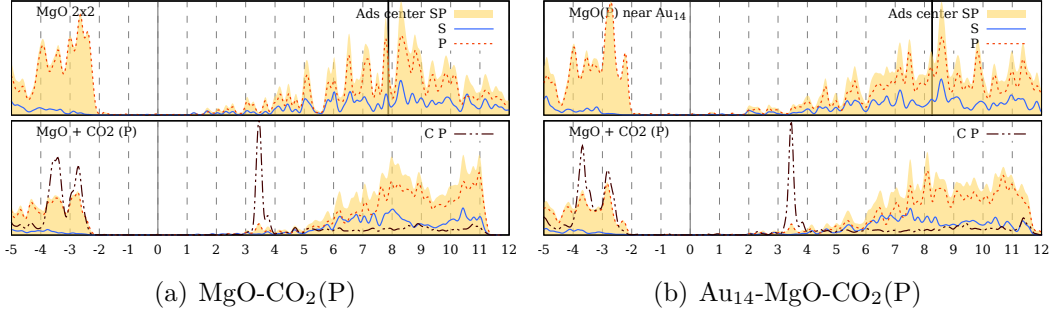 MgO 2x2
Ads center SP
S
P
MgO + CO2 (P)
C P
-5 -4 -3 -2 -1 0 1 2 3 4 5 6 7 8 9 10 11 12
(a) MgO-CO₂(P)
MgO(P) near Au₁₄
Ads center SP
S
P
MgO + CO2 (P)
C P
-5 -4 -3 -2 -1 0 1 2 3 4 5 6 7 8 9 10 11 12
(b) Au₁₄-MgO-CO₂(P)